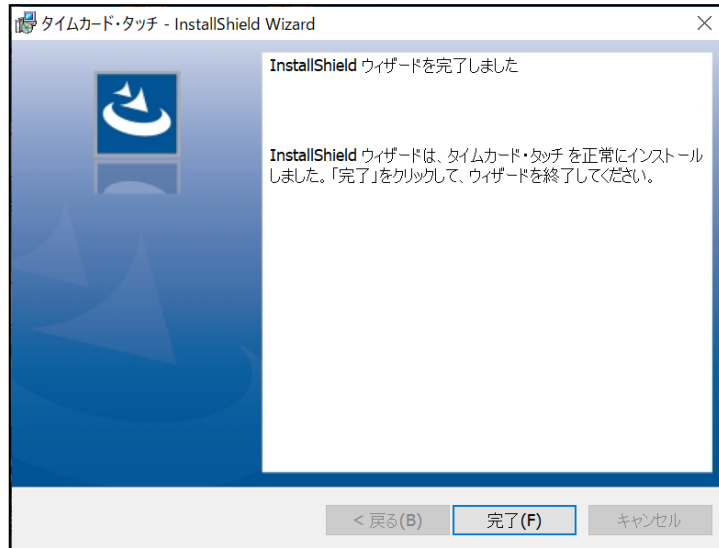 タイムカード・タッチ - InstallShield Wizard
InstallShield ウィザードを完了しました
InstallShield ウィザードは、タイムカード・タッチ を正常にインストール
しました。「完了」をクリックして、ウィザードを終了してください。
< 戻る(B) 完了(F) キャンセル